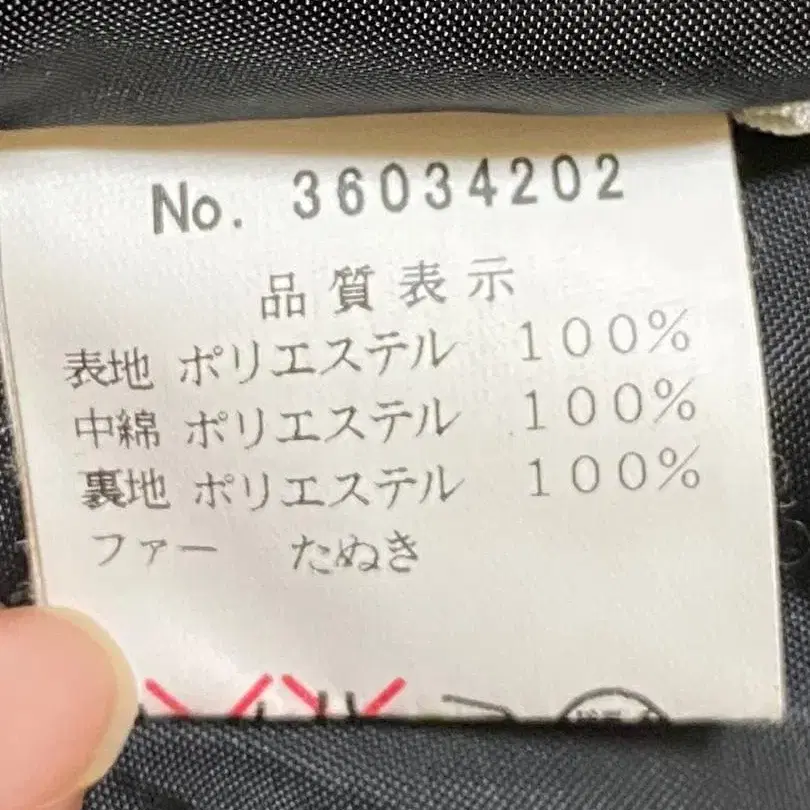 No. 36034202
品質表示
表地 ポリエステル 100%
中綿 ポリエステル 100%
裏地 ポリエステル 100%
ファー たぬき